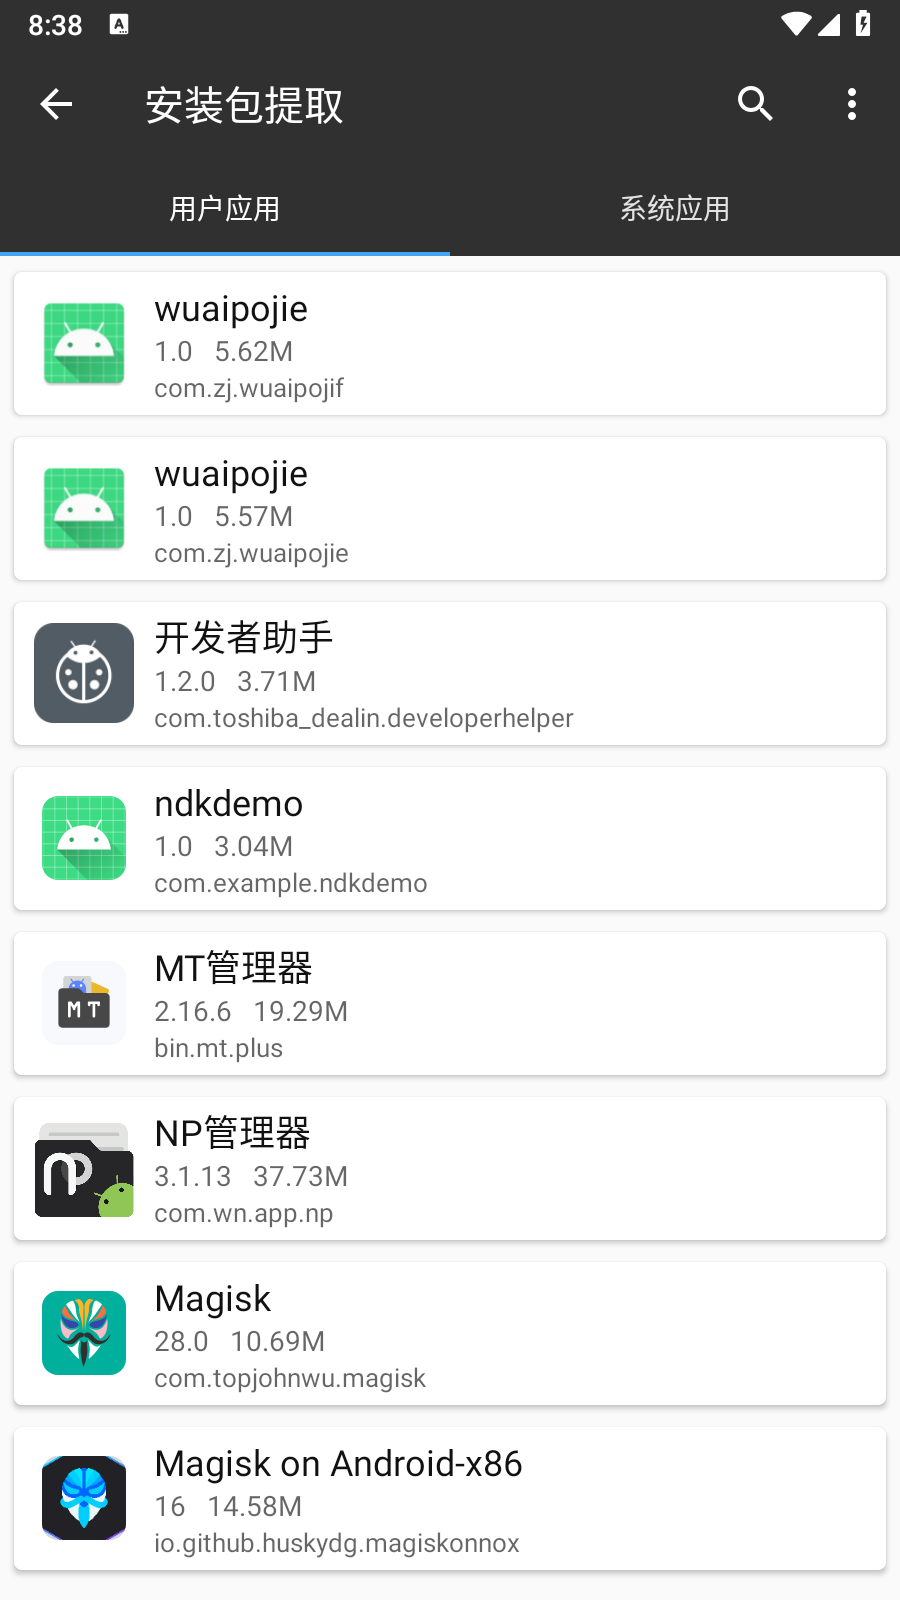 8:38
安装包提取
用户应用 系统应用
wuaipojie
1.0 5.62M
com.zj.wuaipojif
wuaipojie
1.0 5.57M
com.zj.wuaipojie
开发者助手
1.2.0 3.71M
com.toshiba_dealin.developerhelper
ndkdemo
1.0 3.04M
com.example.ndkdemo
MT
MT管理器
2.16.6 19.29M
bin.mt.plus
np
NP管理器
3.1.13 37.73M
com.wn.app.np
Magisk
28.0 10.69M
com.topjohnwu.magisk
Magisk on Android-x86
16 14.58M
io.github.huskydg.magiskonnox